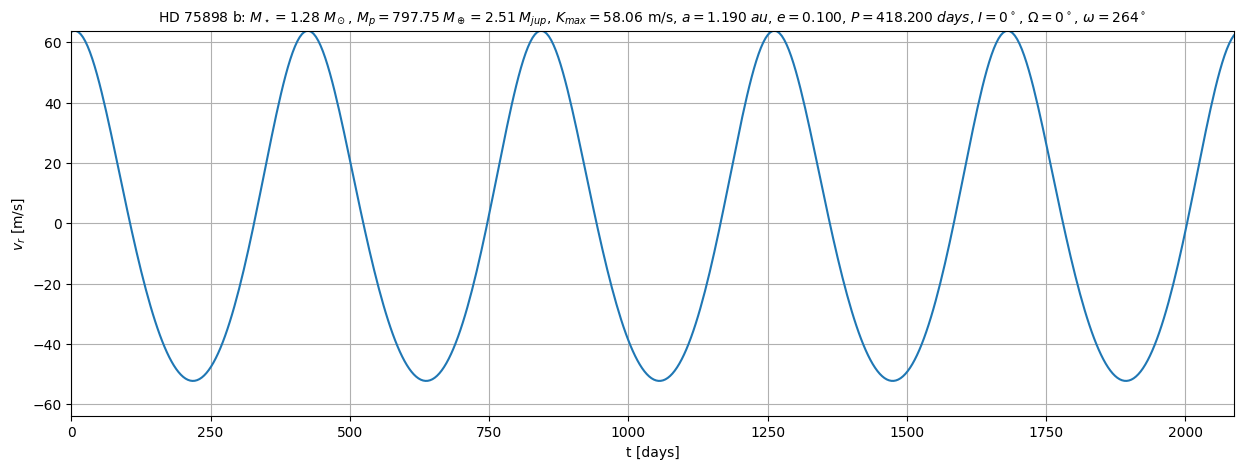 HD 75898 b: M⋆ = 1.28 M⊙, Mp = 797.75 M⊕ = 2.51 Mjup, Kmax = 58.06 m/s, a = 1.190 au, e = 0.100, P = 418.200 days, I = 0°, Ω = 0°, ω = 264°
60
40
20
0
−20
−40
−60
vr [m/s]
0 250 500 750 1000 1250 1500 1750 2000
t [days]